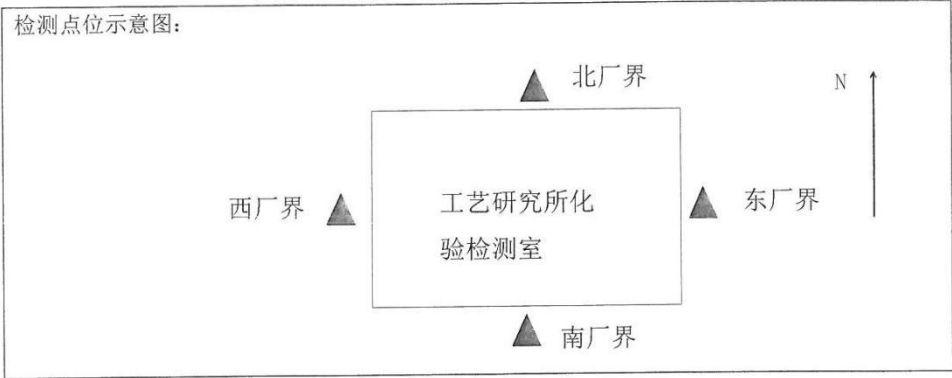 检测点位示意图：
北厂界
N
西厂界
工艺研究所化
验检测室
东厂界
南厂界